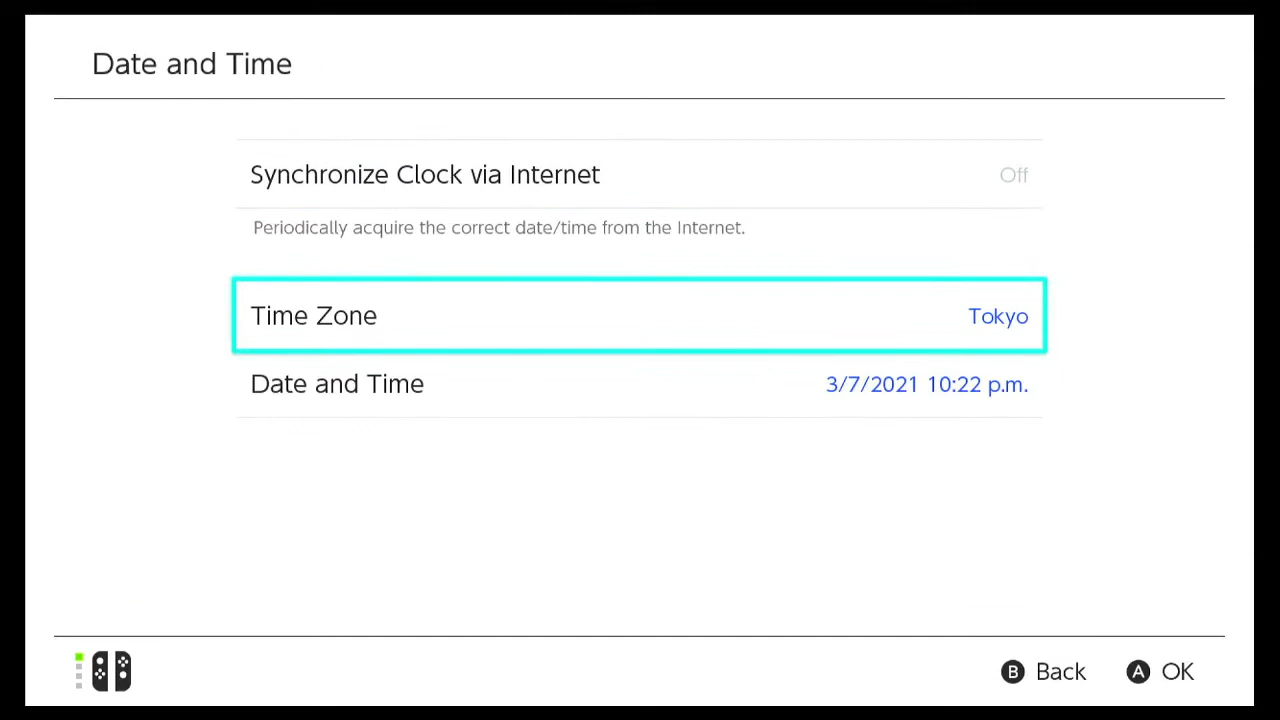 Date and Time
Synchronize Clock via Internet Off
Periodically acquire the correct date/time from the Internet.
Time Zone Tokyo
Date and Time 3/7/2021 10:22 p.m.
B Back A OK